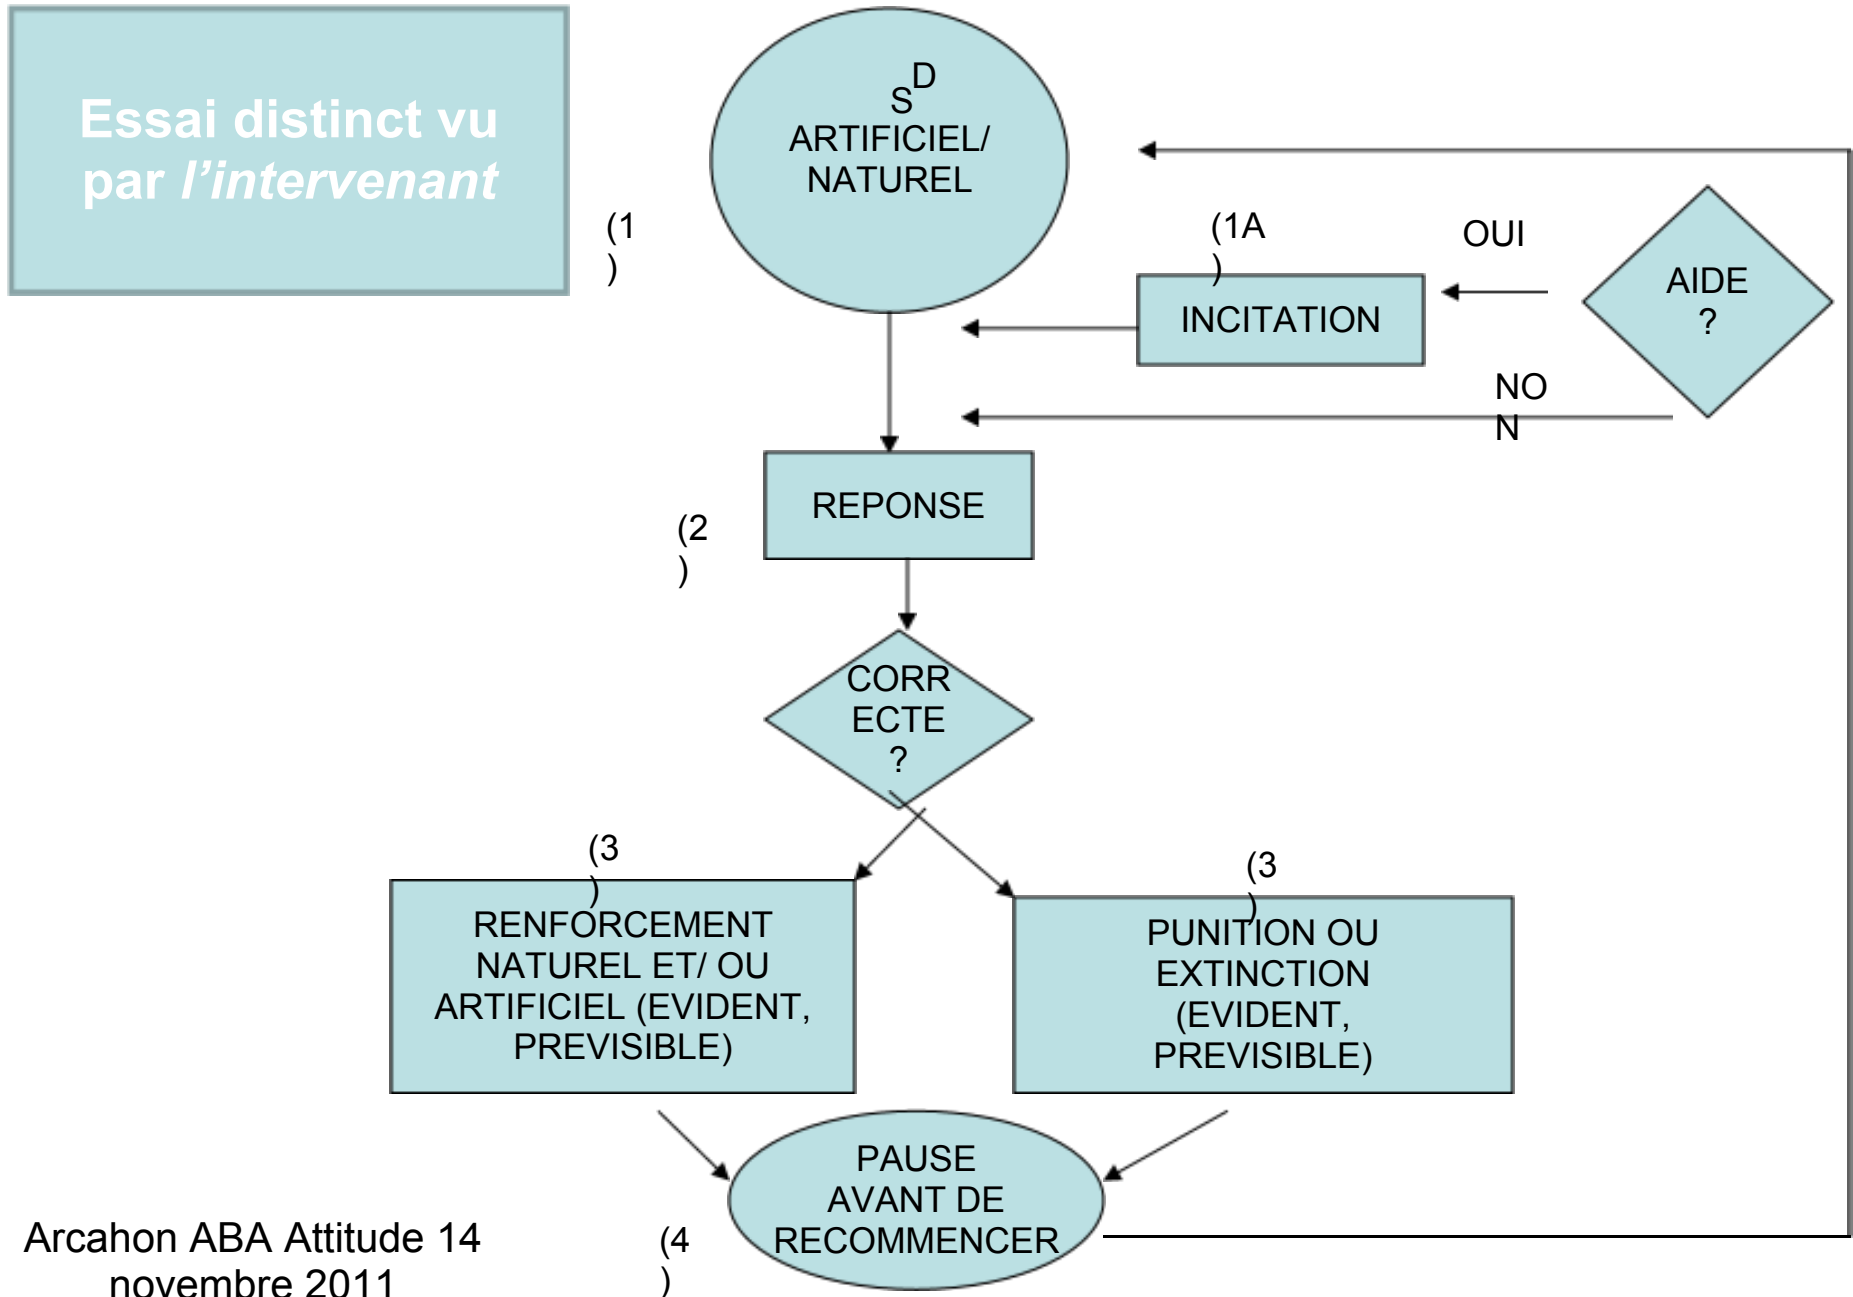 Essai distinct vu
par l'intervenant
S^D
ARTIFICIEL/
NATUREL
(1
)
(1A
)
OUI
AIDE
?
INCITATION
NO
N
REPONSE
(2
)
CORR
ECTE
?
(3
)
(3
)
RENFORCEMENT
NATUREL ET/ OU
ARTIFICIEL (EVIDENT,
PREVISIBLE)
PUNITION OU
EXTINCTION
(EVIDENT,
PREVISIBLE)
PAUSE
AVANT DE
RECOMMENCER
(4
)
Arcahon ABA Attitude 14
novembre 2011